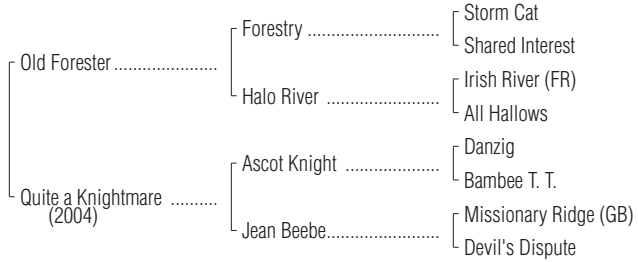 Storm Cat
Forestry ..........................
Shared Interest
Old Forester .....................
Irish River (FR)
Halo River ......................
All Hallows
Danzig
Ascot Knight ...................
Bambee T. T.
Quite a Knightmare ..........
(2004)
Missionary Ridge (GB)
Jean Beebe......................
Devil's Dispute